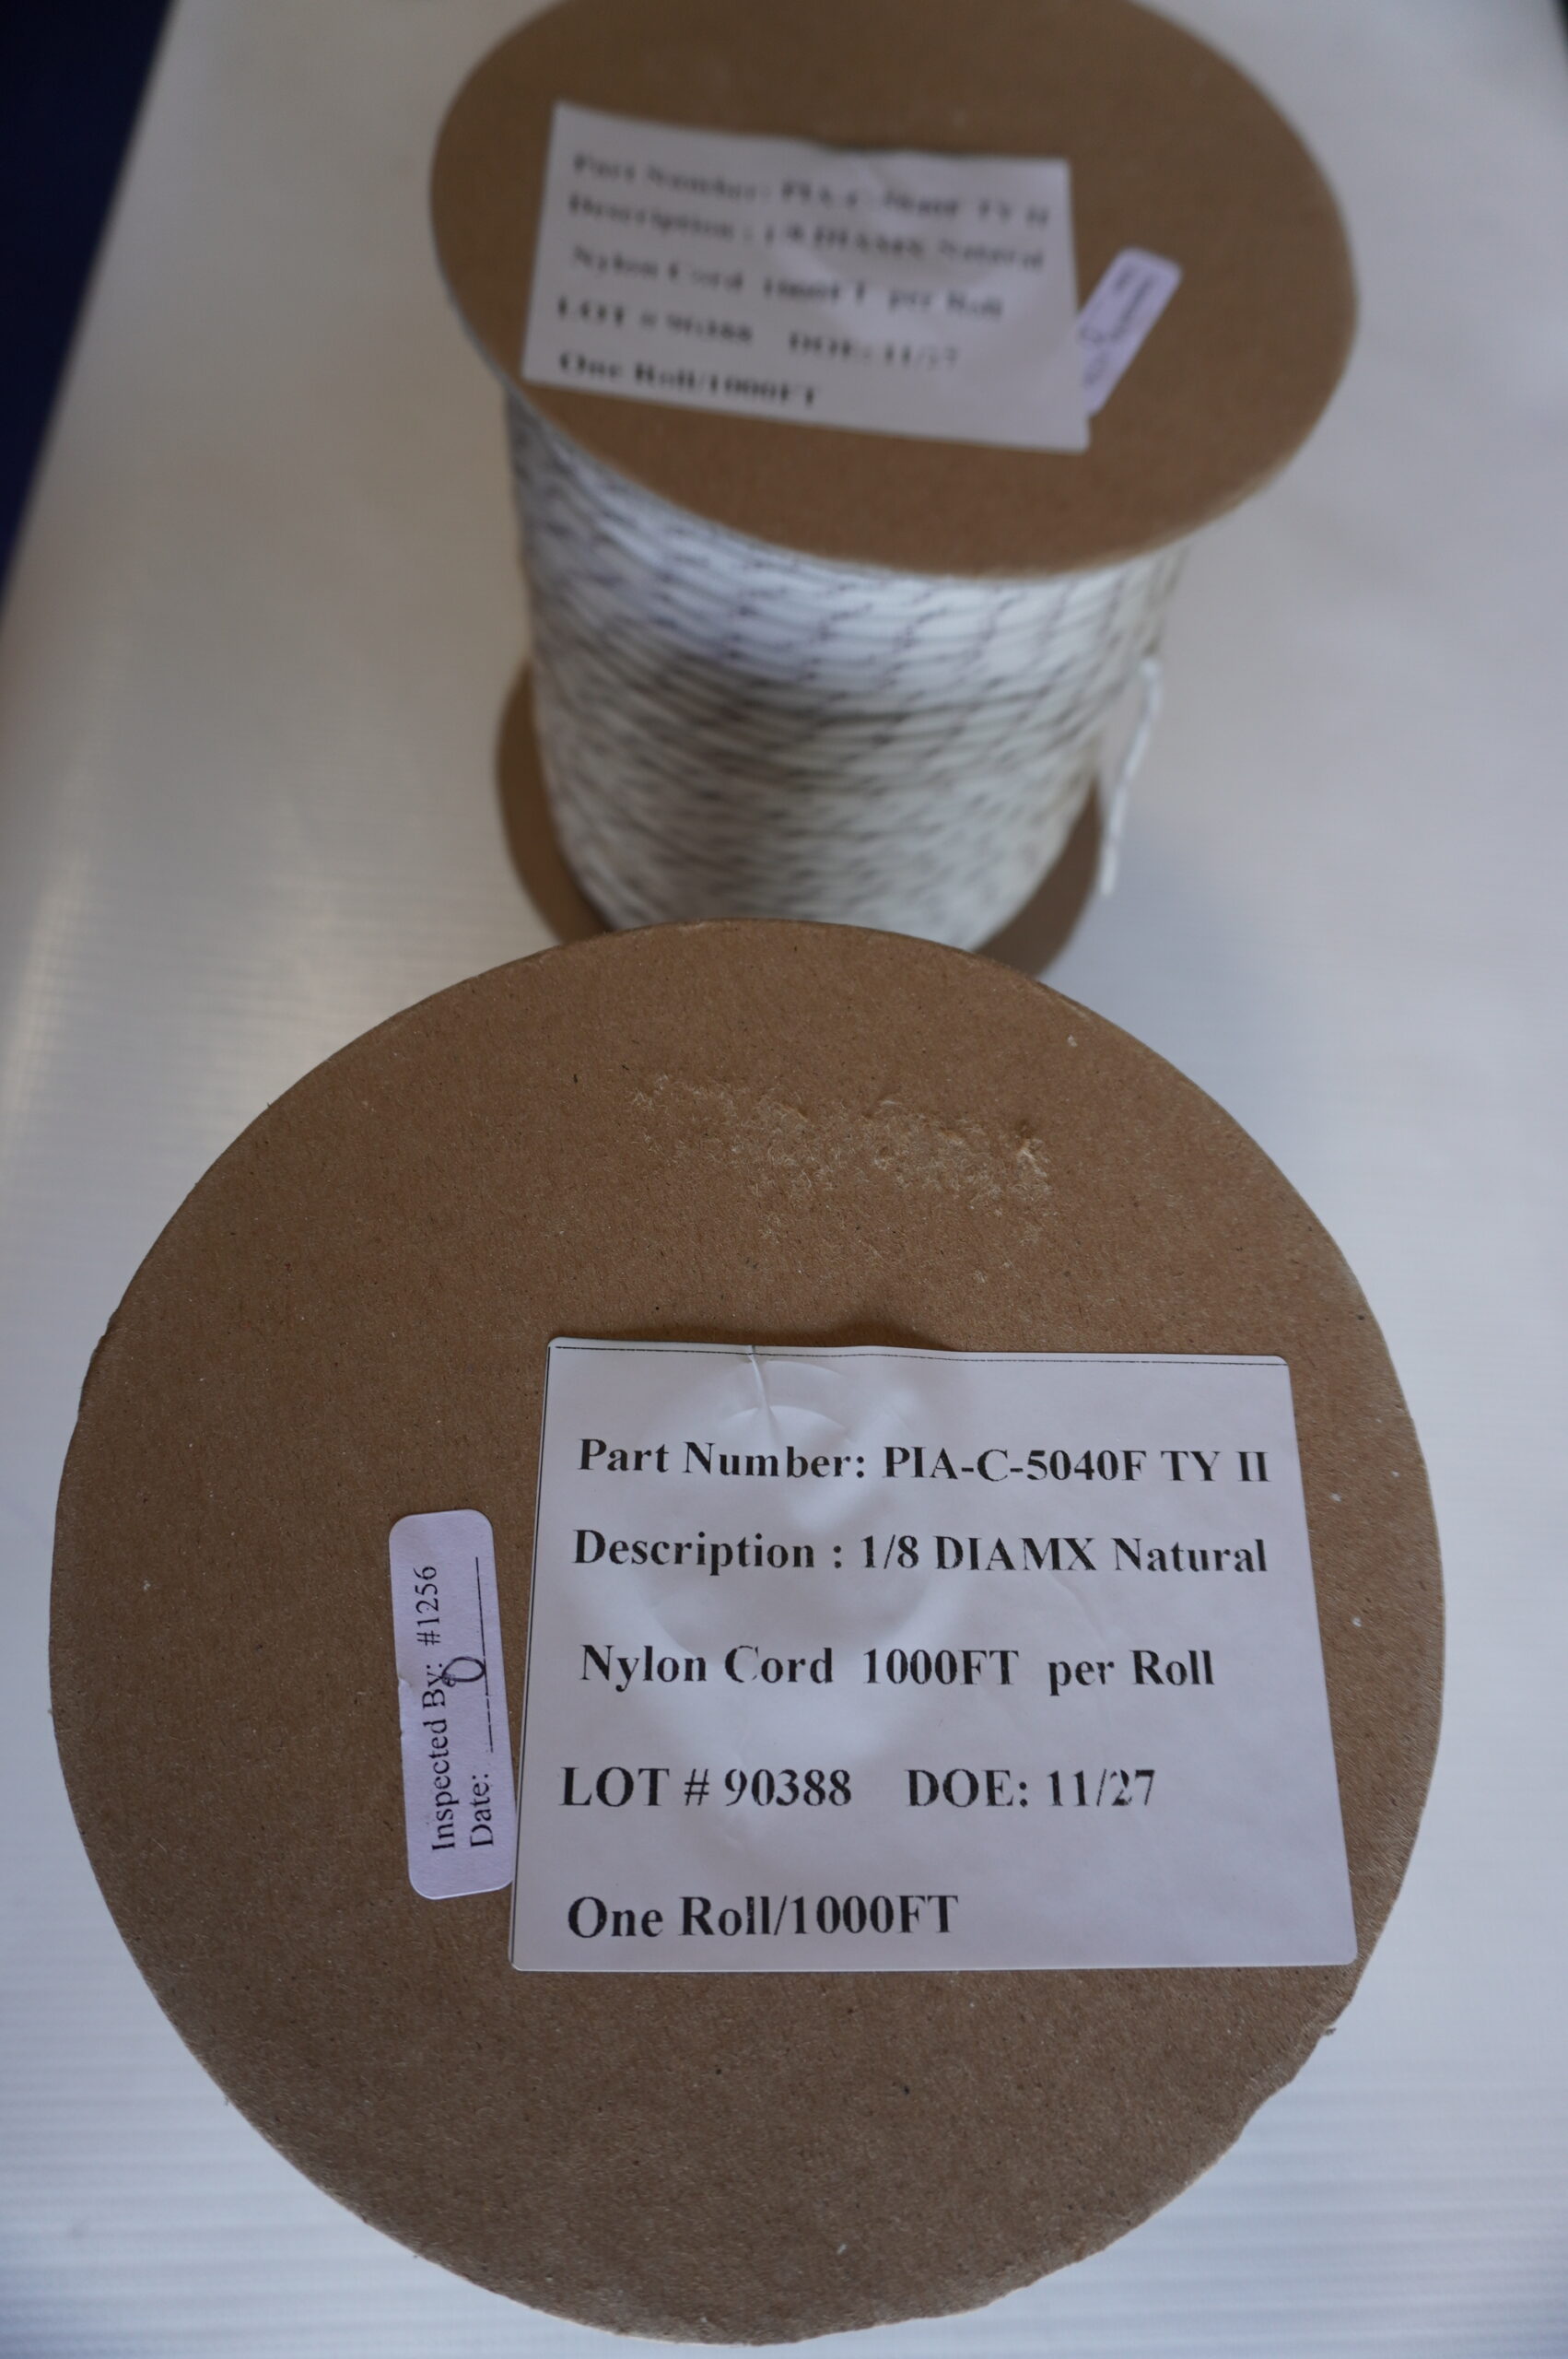 Part Number: PIA-C-5040F TY II
Description : 1/8 DIAMX Natural
Nylon Cord 1000FT per Roll
LOT # 90388 DOE: 11/27
One Roll/1000FT
Part Number: PIA-C-5040F TY II
Description : 1/8 DIAMX Natural
Nylon Cord 1000FT per Roll
LOT # 90388 DOE: 11/27
One Roll/1000FT
Inspected By: #1256
Date: